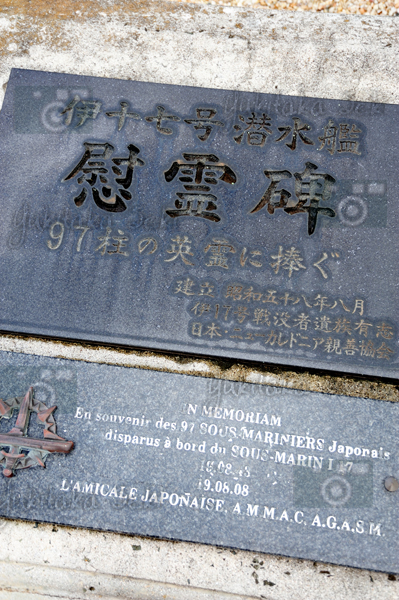 伊十七号潜水艦
慰霊碑
97柱の英霊に捧ぐ
建立 昭和五十八年八月
伊17号戦没者遺族有志
日本・ニューカルドニア親善協会
IN MEMORIAM
En souvenir des 97 SOUS-MARINIERS Japonais
disparus à bord du SOUS-MARIN I 17
19.08.43
19.08.08
L'AMICALE JAPONAISE, A.M.M.A.C, A.G.A.S.M.